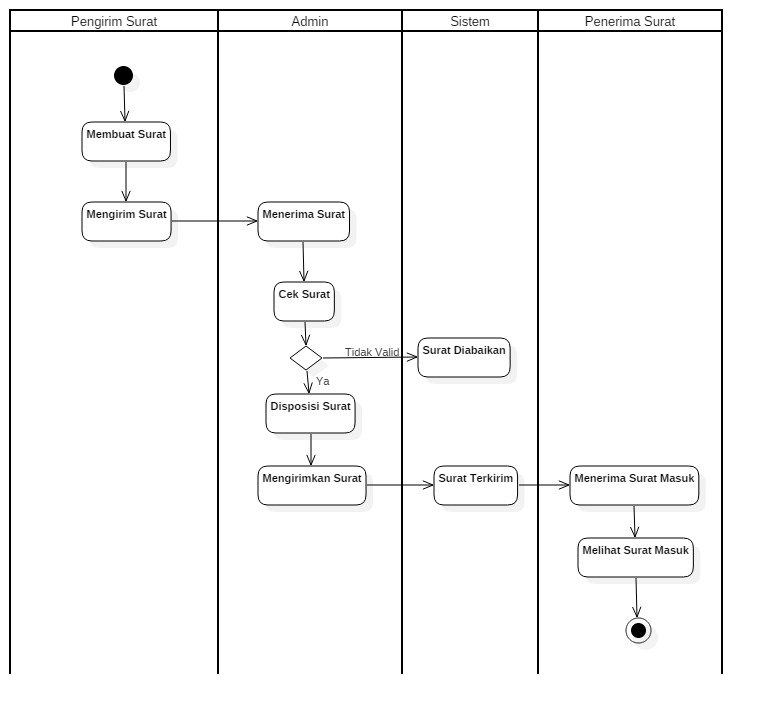 Pengirim Surat
Admin
Sistem
Penerima Surat
Membuat Surat
Mengirim Surat
Menerima Surat
Cek Surat
Tidak Valid
Surat Diabaikan
Ya
Disposisi Surat
Mengirimkan Surat
Surat Terkirim
Menerima Surat Masuk
Melihat Surat Masuk